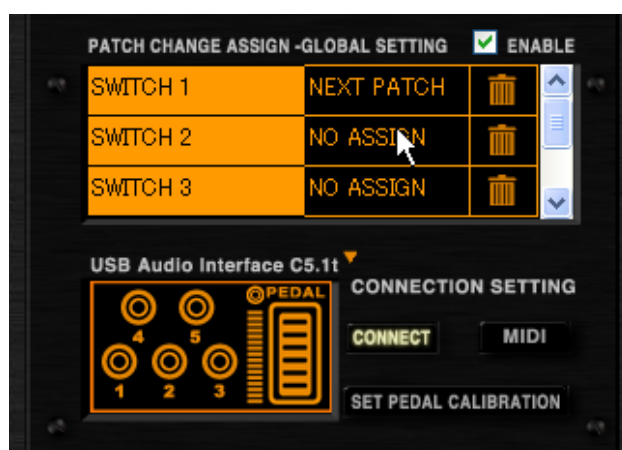 PATCH CHANGE ASSIGN -GLOBAL SETTING ENABLE
SWITCH 1 NEXT PATCH
SWITCH 2 NO ASSIGN
SWITCH 3 NO ASSIGN
USB Audio Interface C5.1t
PEDAL
4 5
1 2 3
CONNECTION SETTING
CONNECT MIDI
SET PEDAL CALIBRATION